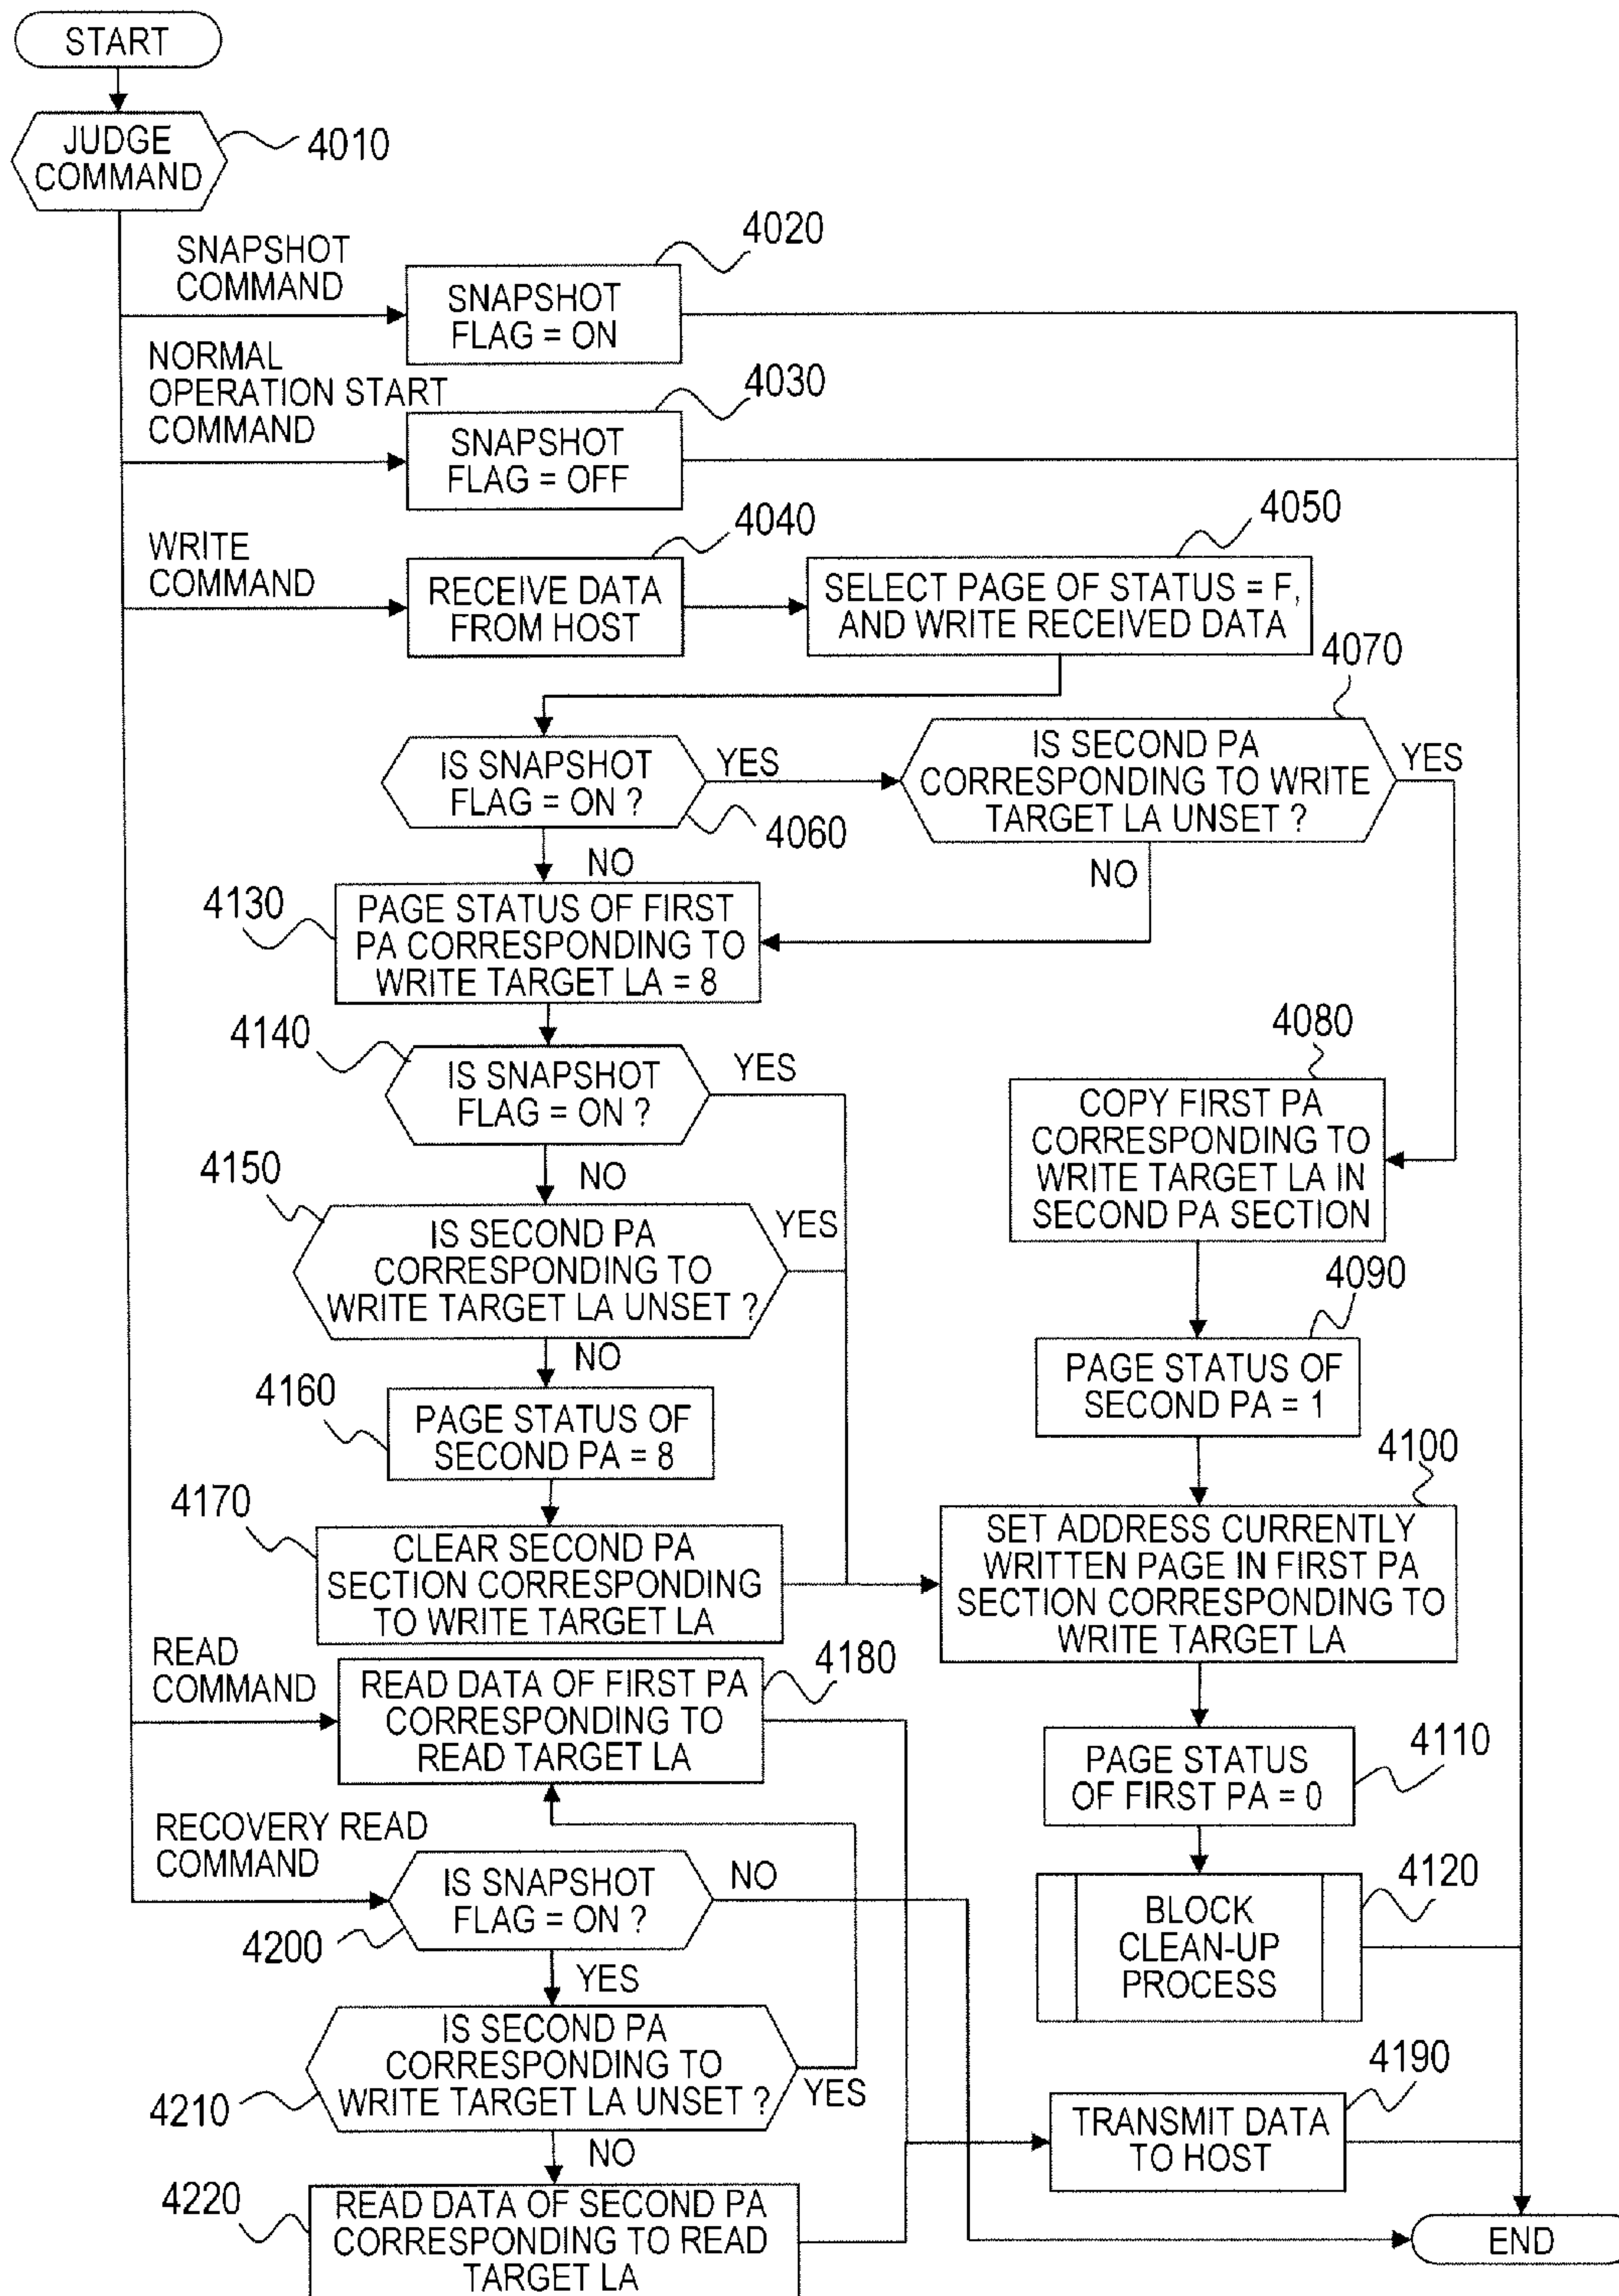 START
JUDGE
COMMAND
4010
SNAPSHOT
COMMAND
4020
SNAPSHOT
FLAG = ON
NORMAL
OPERATION START
COMMAND
4030
SNAPSHOT
FLAG = OFF
WRITE
COMMAND
4040
RECEIVE DATA
FROM HOST
4050
SELECT PAGE OF STATUS = F,
AND WRITE RECEIVED DATA
4060
IS SNAPSHOT
FLAG = ON ?
YES
NO
4070
IS SECOND PA
CORRESPONDING TO WRITE
TARGET LA UNSET ?
YES
NO
4130
PAGE STATUS OF FIRST
PA CORRESPONDING TO
WRITE TARGET LA = 8
4140
IS SNAPSHOT
FLAG = ON ?
YES
NO
4080
COPY FIRST PA
CORRESPONDING TO
WRITE TARGET LA IN
SECOND PA SECTION
4150
IS SECOND PA
CORRESPONDING TO
WRITE TARGET LA UNSET ?
YES
NO
4090
PAGE STATUS OF
SECOND PA = 1
4160
PAGE STATUS OF
SECOND PA = 8
4170
CLEAR SECOND PA
SECTION CORRESPONDING
TO WRITE TARGET LA
4100
SET ADDRESS CURRENTLY
WRITTEN PAGE IN FIRST PA
SECTION CORRESPONDING TO
WRITE TARGET LA
READ
COMMAND
4180
READ DATA OF FIRST PA
CORRESPONDING TO
READ TARGET LA
4110
PAGE STATUS
OF FIRST PA = 0
RECOVERY READ
COMMAND
4200
IS SNAPSHOT
FLAG = ON ?
NO
YES
4120
BLOCK
CLEAN-UP
PROCESS
4210
IS SECOND PA
CORRESPONDING TO
WRITE TARGET LA UNSET ?
YES
NO
4190
TRANSMIT DATA
TO HOST
4220
READ DATA OF SECOND PA
CORRESPONDING TO READ
TARGET LA
END